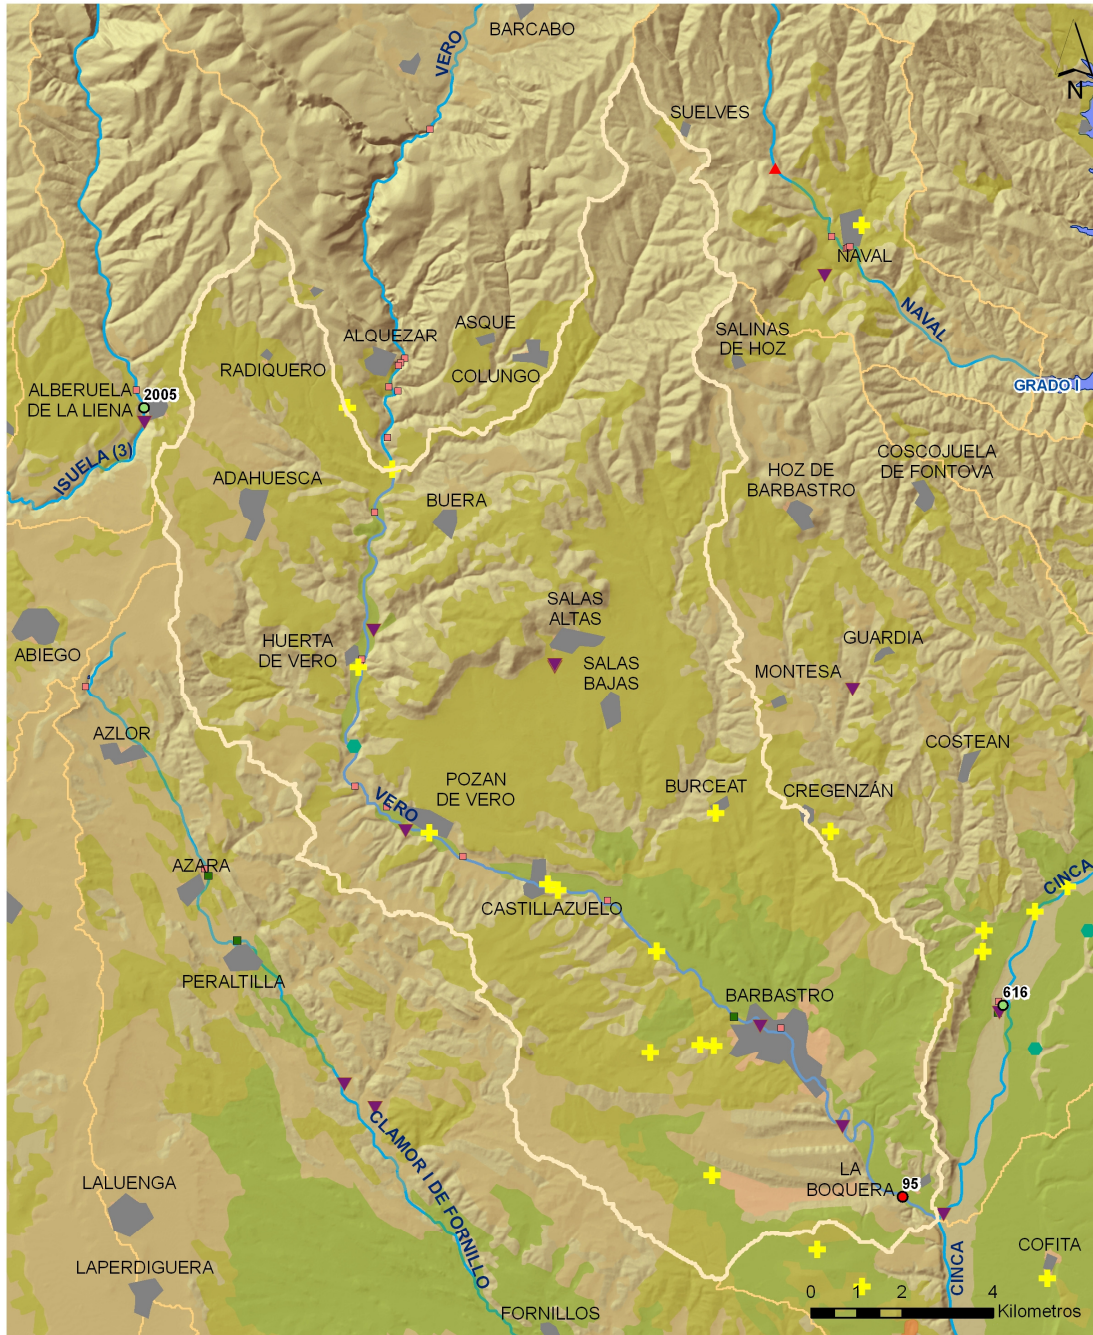 BARCABO
VERO
N
SUELVES
NAVAL
NAVAL
SALINAS
DE HOZ
GRADO I
ALQUEZAR
ASQUE
COLUNGO
RADIQUERO
ALBERUELA
DE LA LIENA
2005
ISUELA (3)
ADAHUESCA
BUERA
HOZ DE
BARBASTRO
COSCOJUELA
DE FONTOVA
SALAS
ALTAS
SALAS
BAJAS
HUERTA
DE VERO
GUARDIA
MONTESA
ABIEGO
AZLOR
COSTEAN
POZAN
DE VERO
VERO
BURCEAT
CREGENZÁN
AZARA
CASTILLAZUELO
CINCA
PERALTILLA
BARBASTRO
616
CLAMOR I DE FORNILLO
LA
BOQUERA
95
LALUENGA
LAPERDIGUERA
FORNILLOS
CINCA
COFITA
0 1 2 4
Kilometros